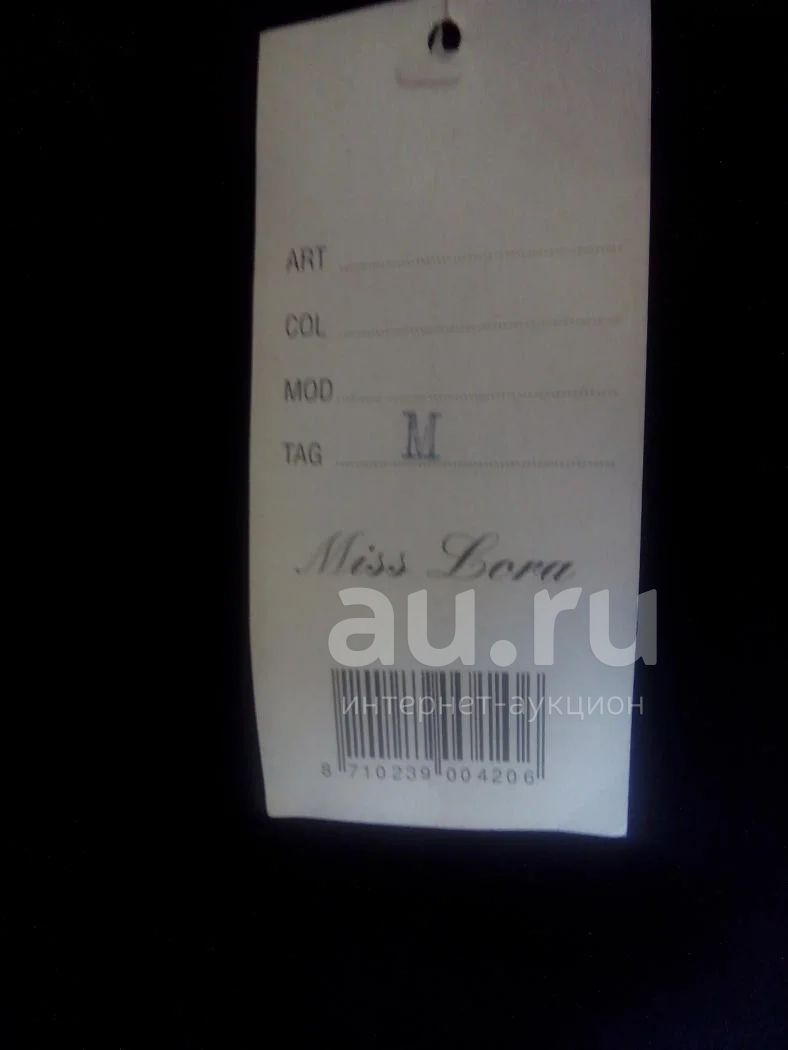 ART
COL
MOD
TAG M
Miss Lora
au.ru
интернет-аукцион
8 710239 004206